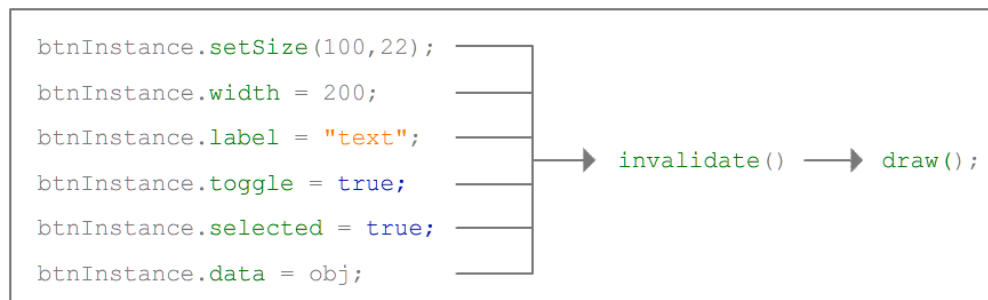 btnInstance.setSize(100,22);
btnInstance.width = 200;
btnInstance.label = "text";
btnInstance.toggle = true;
btnInstance.selected = true;
btnInstance.data = obj;
invalidate()
draw();